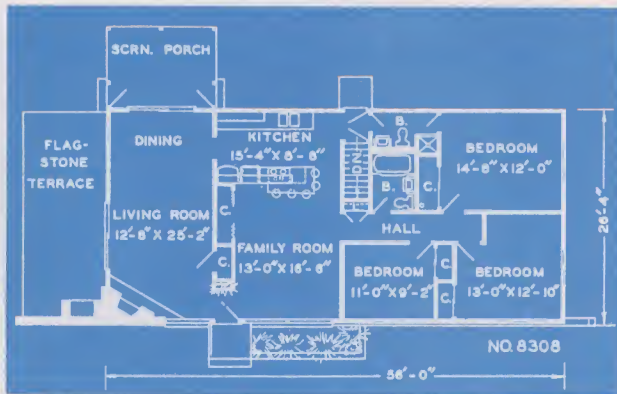 SCRN. PORCH
FLAG-
STONE
TERRACE
DINING
KITCHEN
15'-4" X 8'-8"
DN.
B.
B.
C.
BEDROOM
14'-8" X 12'-0"
26'-4"
LIVING ROOM
12'-8" X 25'-2"
C.
C.
FAMILY ROOM
13'-0" X 16'-6"
HALL
BEDROOM
11'-0" X 9'-2"
C.
C.
BEDROOM
13'-0" X 12'-10"
NO. 8308
56'-0"